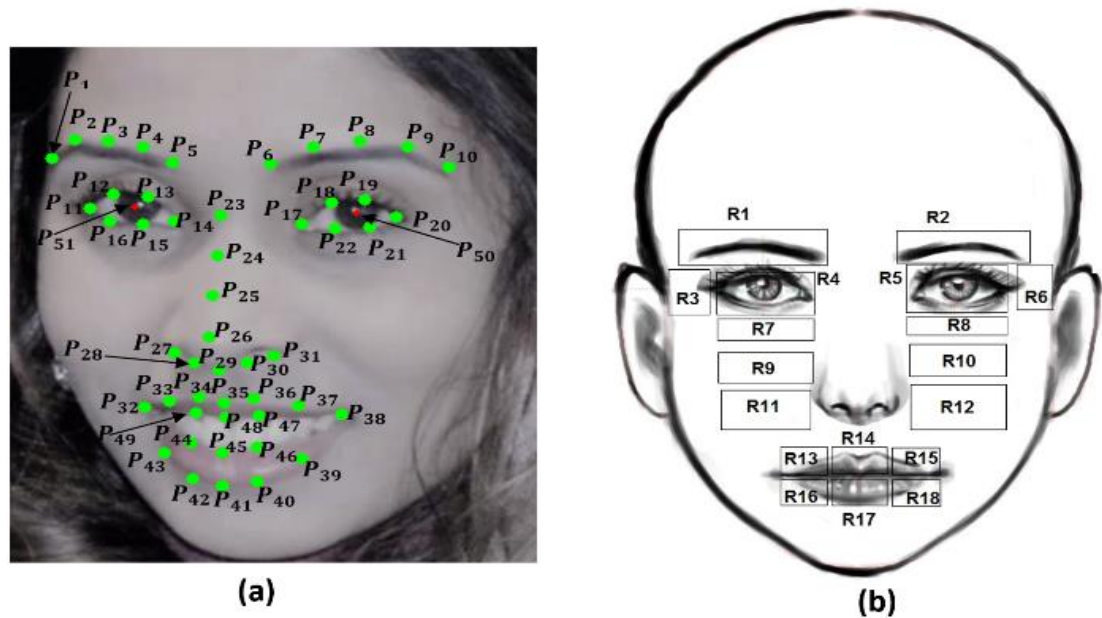 P1
P2 P3 P4 P5
P6 P7 P8 P9 P10
P11 P12 P13 P14
P15 P16 P51
P17 P18 P19 P20
P21 P22 P50
P23
P24
P25
P26
P27 P28 P29 P30 P31
P32 P33 P34 P35 P36 P37 P38
P49 P48 P47
P44 P45 P46
P43 P42 P41 P40 P39
(a)
R1 R2
R3 R4 R5 R6
R7 R8
R9 R10
R11 R12
R13 R14 R15
R16 R17 R18
(b)